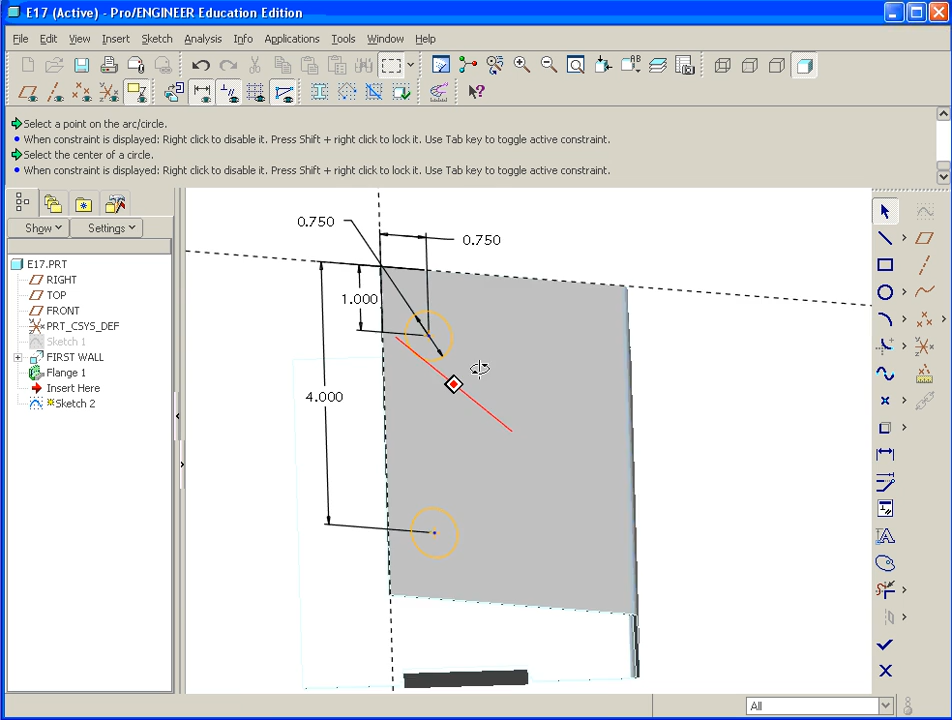 E17 (Active) - Pro/ENGINEER Education Edition
File Edit View Insert Sketch Analysis Info Applications Tools Window Help
Select a point on the arc/circle.
When constraint is displayed: Right click to disable it. Press Shift + right click to lock it. Use Tab key to toggle active constraint.
Select the center of a circle.
When constraint is displayed: Right click to disable it. Press Shift + right click to lock it. Use Tab key to toggle active constraint.
Show Settings
E17.PRT
RIGHT
TOP
FRONT
PRT_CSYS_DEF
Sketch 1
FIRST WALL
Flange 1
Insert Here
Sketch 2
0.750
0.750
1.000
4.000
All